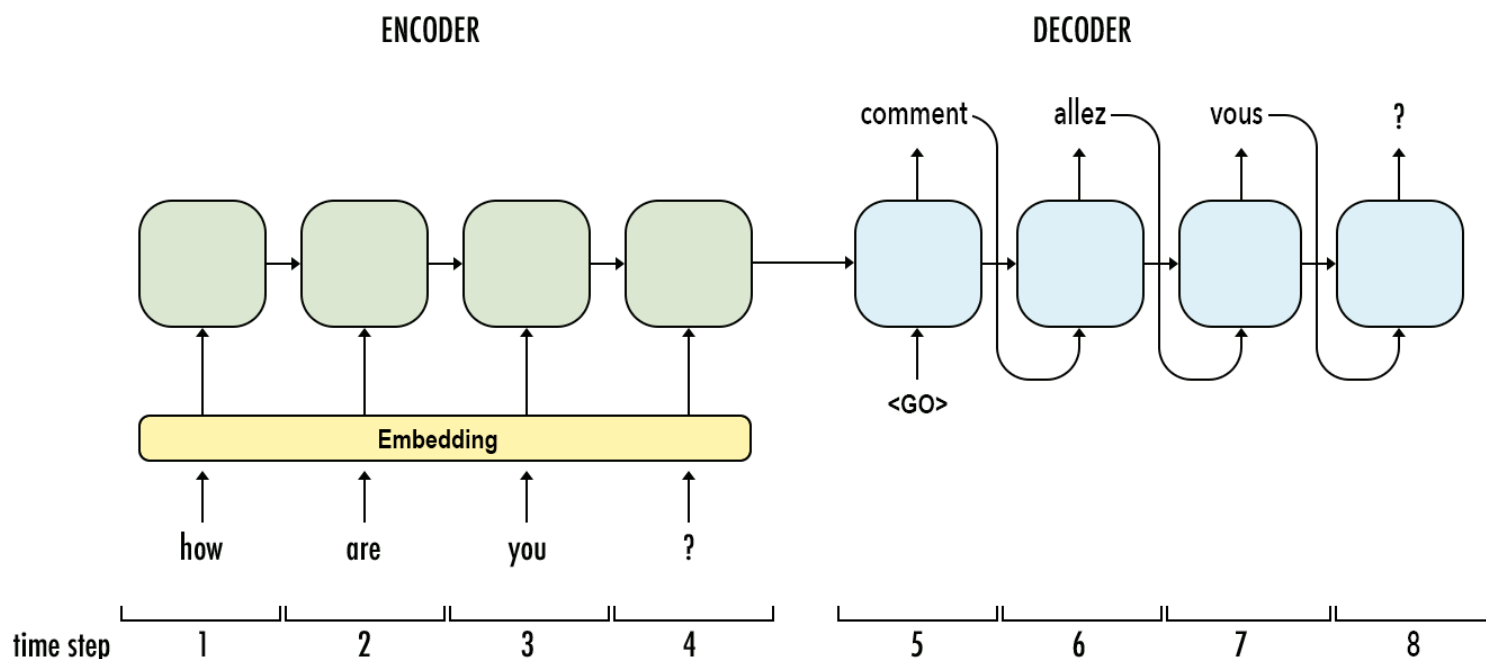 ENCODER DECODER
comment allez vous ?
<GO>
Embedding
how are you ?
time step 1 2 3 4 5 6 7 8